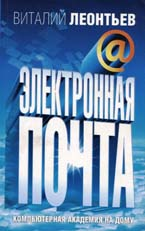 ВИТАЛИЙ ЛЕОНТЬЕВ
@
ЭЛЕКТРОННАЯ
ПОЧТА
КОМПЬЮТЕРНАЯ АКАДЕМИЯ НА ДОМУ